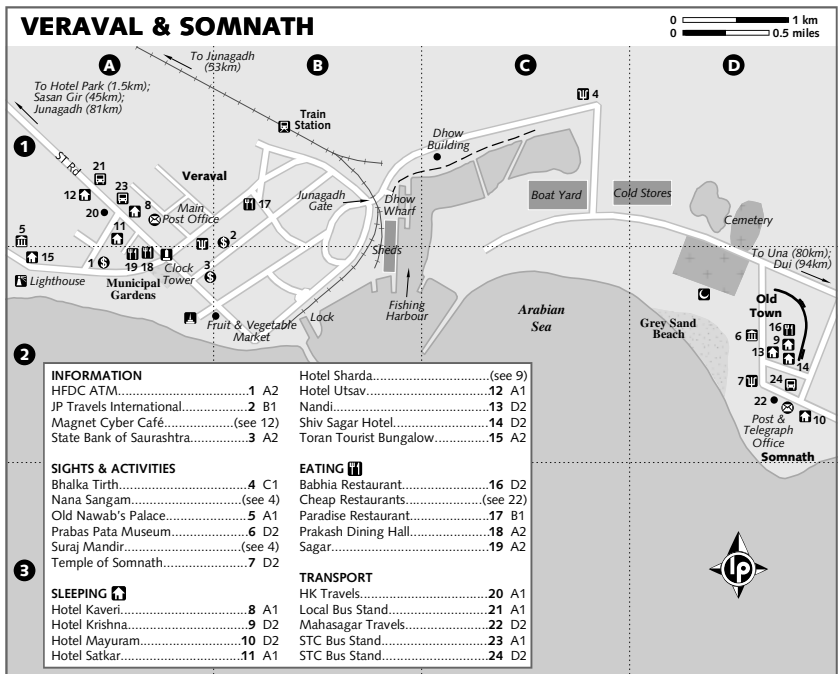 VERAVAL & SOMNATH
0 1 km
0 0.5 miles
A
B
C
D
1
2
3
To Junagadh
(53km)
To Hotel Park (1.5km);
Sasan Gir (45km);
Junagadh (81km)
ST Rd
Train
Station
Veraval
Main
Post Office
Junagadh
Gate
Dhow
Building
Dhow
Wharf
Sheds
Boat Yard
Cold Stores
Cemetery
To Una (80km);
Dui (94km)
Lighthouse
Municipal
Gardens
Clock
Tower
Fruit & Vegetable
Market
Lock
Fishing
Harbour
Arabian
Sea
Grey Sand
Beach
Old
Town
Post &
Telegraph
Office
Somnath
21
12
23
8
20
11
5
15
1
19
18
17
2
3
4
16
9
6
13
14
7
24
22
10
INFORMATION
HFDC ATM...................................1 A2
JP Travels International................2 B1
Magnet Cyber Café...............(see 12)
State Bank of Saurashtra..............3 A2
SIGHTS & ACTIVITIES
Bhalka Tirth.................................4 C1
Nana Sangam..........................(see 4)
Old Nawab's Palace.....................5 A1
Prabas Pata Museum...................6 D2
Suraj Mandir............................(see 4)
Temple of Somnath......................7 D2
SLEEPING
Hotel Kaveri.................................8 A1
Hotel Krishna...............................9 D2
Hotel Mayuram..........................10 D2
Hotel Satkar...............................11 A1
Hotel Sharda............................(see 9)
Hotel Utsav................................12 A1
Nandi.........................................13 D2
Shiv Sagar Hotel.........................14 D2
Toran Tourist Bungalow..............15 A2
EATING
Babhia Restaurant......................16 D2
Cheap Restaurants.................(see 22)
Paradise Restaurant....................17 B1
Prakash Dining Hall....................18 A2
Sagar.........................................19 A2
TRANSPORT
HK Travels..................................20 A1
Local Bus Stand..........................21 A1
Mahasagar Travels......................22 D2
STC Bus Stand............................23 A1
STC Bus Stand............................24 D2
lp